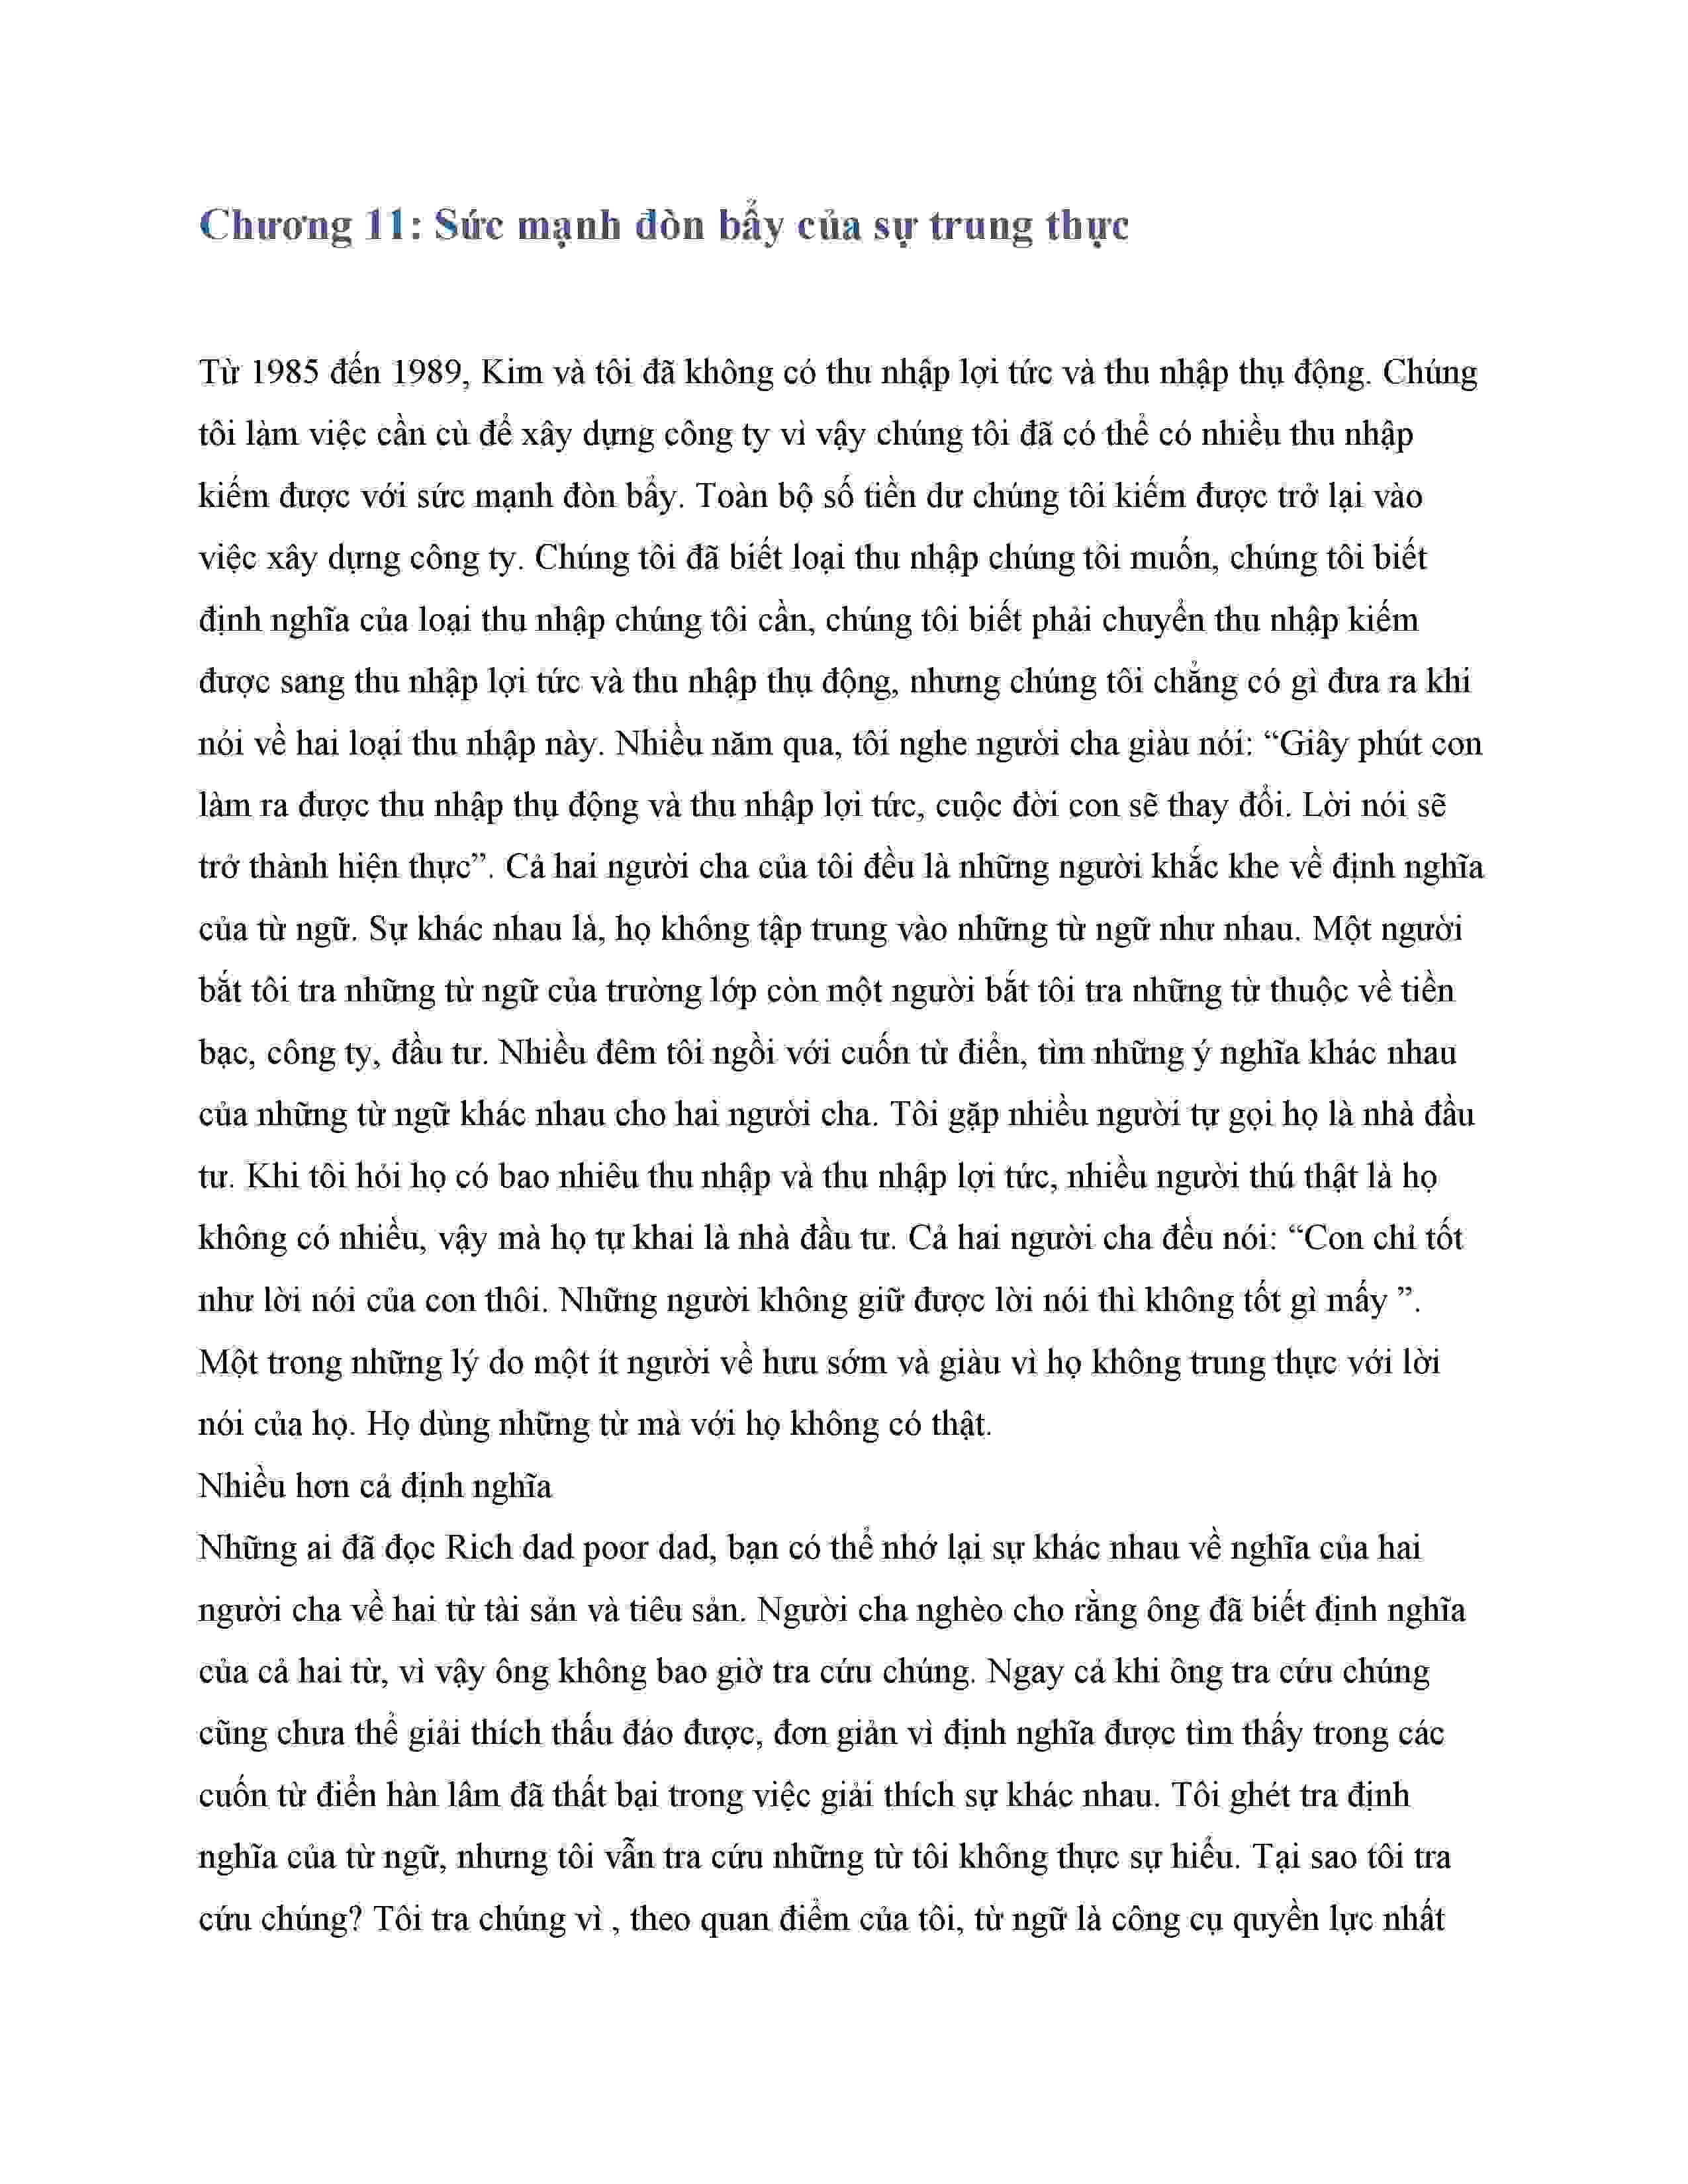 Chương 11: Sức mạnh đòn bẩy của sự trung thực
Từ 1985 đến 1989, Kim và tôi đã không có thu nhập lợi tức và thu nhập thụ động. Chúng
tôi làm việc cần cù để xây dựng công ty vì vậy chúng tôi đã có thể có nhiều thu nhập
kiếm được với sức mạnh đòn bẩy. Toàn bộ số tiền dư chúng tôi kiếm được trở lại vào
việc xây dựng công ty. Chúng tôi đã biết loại thu nhập chúng tôi muốn, chúng tôi biết
định nghĩa của loại thu nhập chúng tôi cần, chúng tôi biết phải chuyển thu nhập kiếm
được sang thu nhập lợi tức và thu nhập thụ động, nhưng chúng tôi chẳng có gì đưa ra khi
nói về hai loại thu nhập này. Nhiều năm qua, tôi nghe người cha giàu nói: “Giây phút con
làm ra được thu nhập thụ động và thu nhập lợi tức, cuộc đời con sẽ thay đổi. Lời nói sẽ
trở thành hiện thực”. Cả hai người cha của tôi đều là những người khắc khe về định nghĩa
của từ ngữ. Sự khác nhau là, họ không tập trung vào những từ ngữ như nhau. Một người
bắt tôi tra những từ ngữ của trường lớp còn một người bắt tôi tra những từ thuộc về tiền
bạc, công ty, đầu tư. Nhiều đêm tôi ngồi với cuốn từ điển, tìm những ý nghĩa khác nhau
của những từ ngữ khác nhau cho hai người cha. Tôi gặp nhiều người tự gọi họ là nhà đầu
tư. Khi tôi hỏi họ có bao nhiêu thu nhập và thu nhập lợi tức, nhiều người thú thật là họ
không có nhiều, vậy mà họ tự khai là nhà đầu tư. Cả hai người cha đều nói: “Con chỉ tốt
như lời nói của con thôi. Những người không giữ được lời nói thì không tốt gì mấy ”.
Một trong những lý do một ít người về hưu sớm và giàu vì họ không trung thực với lời
nói của họ. Họ dùng những từ mà với họ không có thật.
Nhiều hơn cả định nghĩa
Những ai đã đọc Rich dad poor dad, bạn có thể nhớ lại sự khác nhau về nghĩa của hai
người cha về hai từ tài sản và tiêu sản. Người cha nghèo cho rằng ông đã biết định nghĩa
của cả hai từ, vì vậy ông không bao giờ tra cứu chúng. Ngay cả khi ông tra cứu chúng
cũng chưa thể giải thích thấu đáo được, đơn giản vì định nghĩa được tìm thấy trong các
cuốn từ điển hàn lâm đã thất bại trong việc giải thích sự khác nhau. Tôi ghét tra định
nghĩa của từ ngữ, nhưng tôi vẫn tra cứu những từ tôi không thực sự hiểu. Tại sao tôi tra
cứu chúng? Tôi tra chúng vì , theo quan điểm của tôi, từ ngữ là công cụ quyền lực nhất